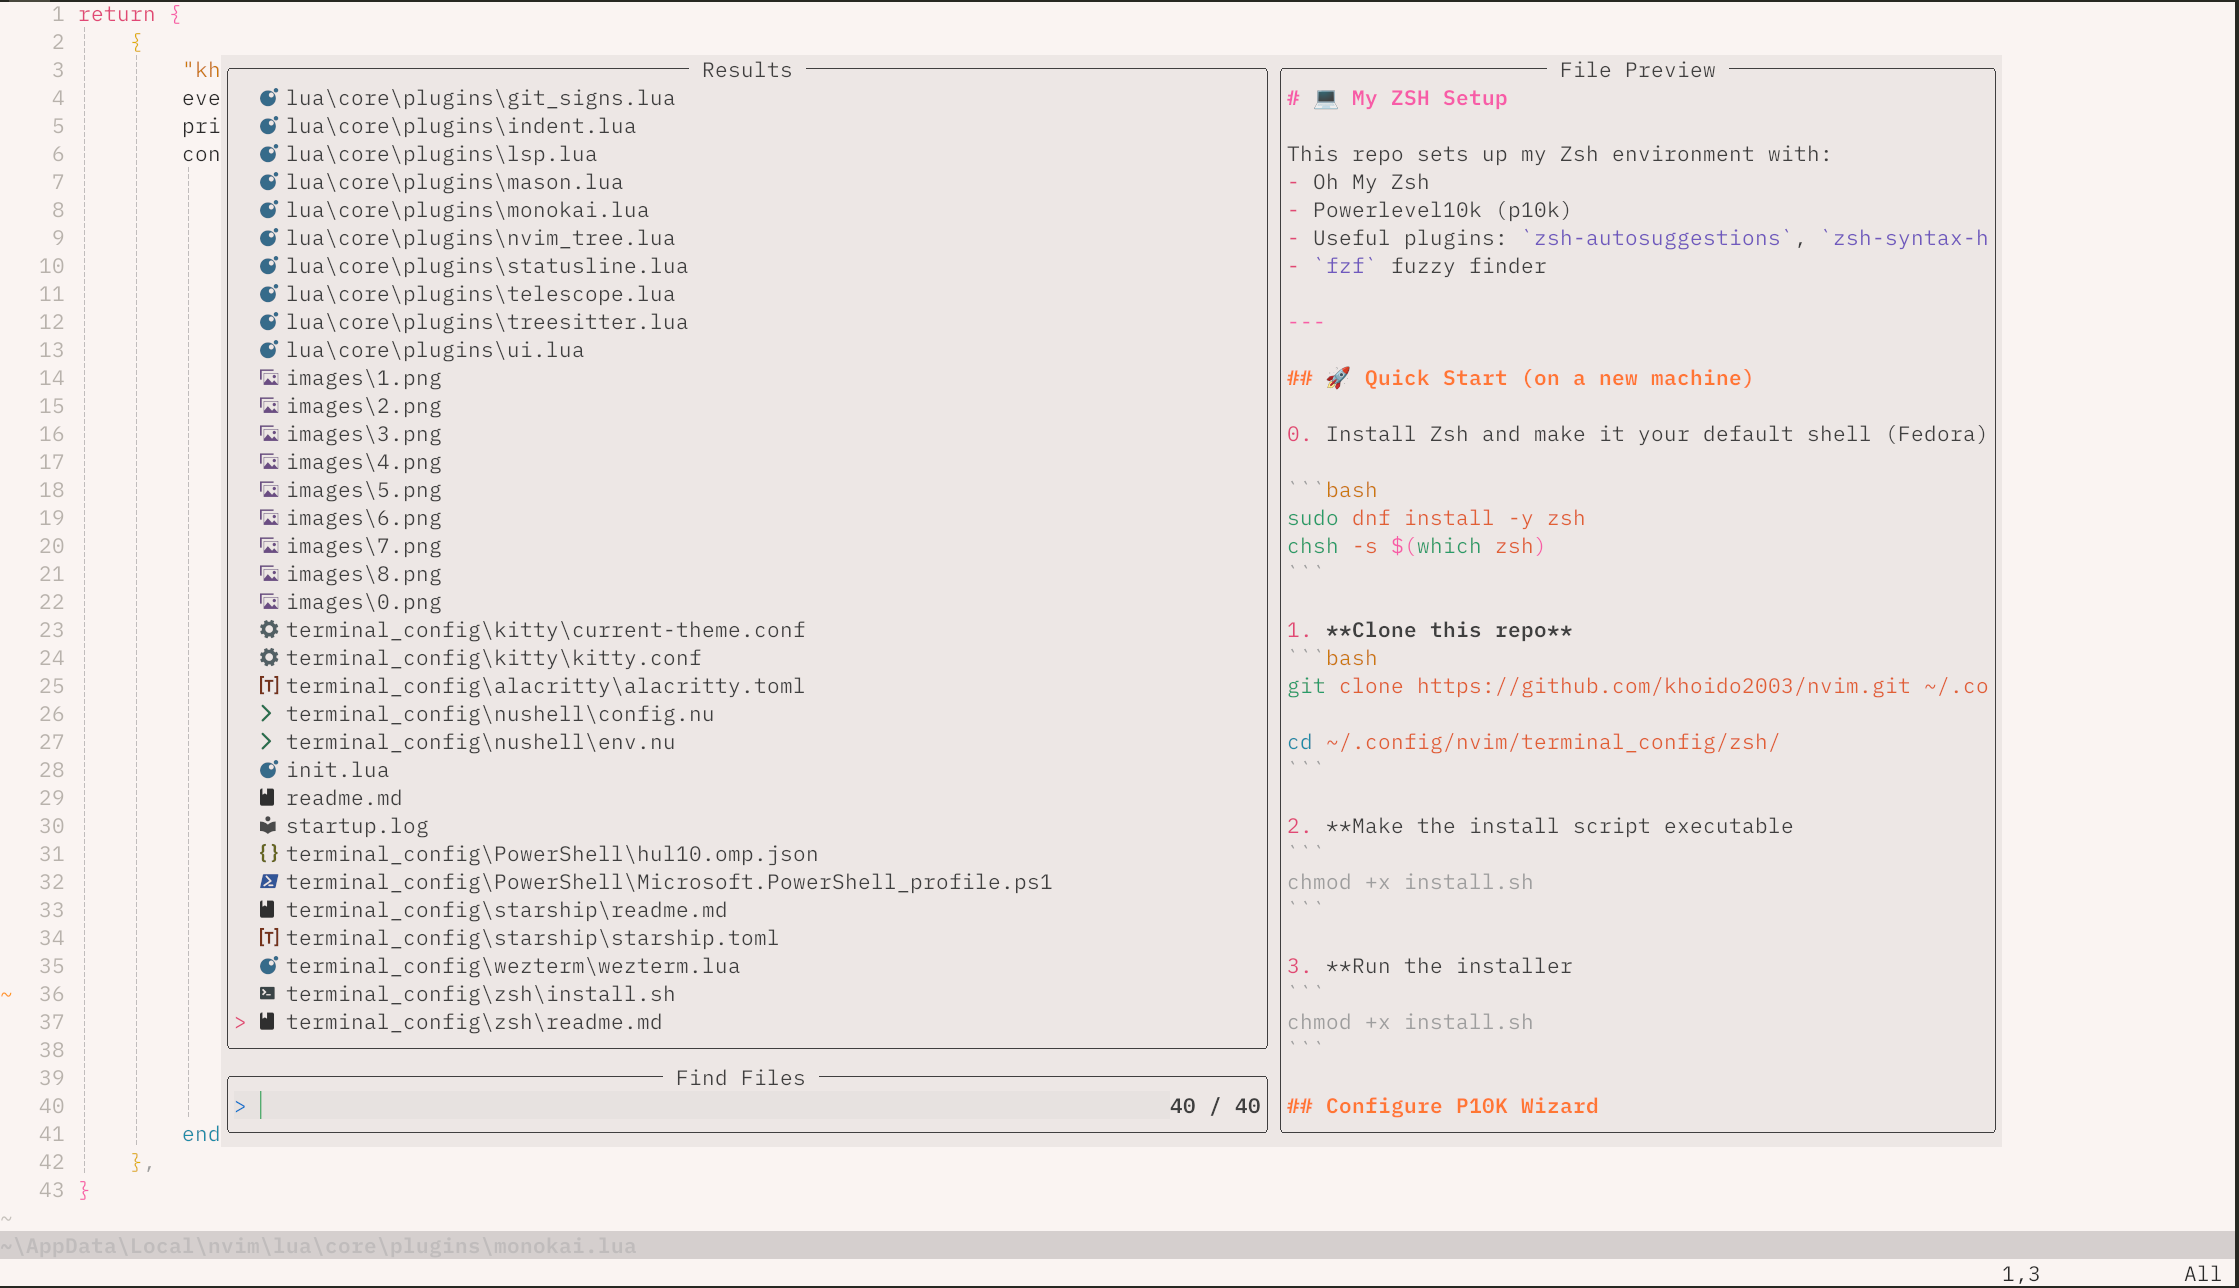 1 return {
2 {
3 "kh
4 eve
5 pri
6 con
7
8
9
10
11
12
13
14
15
16
17
18
19
20
21
22
23
24
25
26
27
28
29
30
31
32
33
34
35
~ 36
37
38
39
40
41 end
42 },
43 }
~
Results
lua\core\plugins\git_signs.lua
lua\core\plugins\indent.lua
lua\core\plugins\lsp.lua
lua\core\plugins\mason.lua
lua\core\plugins\monokai.lua
lua\core\plugins\nvim_tree.lua
lua\core\plugins\statusline.lua
lua\core\plugins\telescope.lua
lua\core\plugins\treesitter.lua
lua\core\plugins\ui.lua
images\1.png
images\2.png
images\3.png
images\4.png
images\5.png
images\6.png
images\7.png
images\8.png
images\0.png
terminal_config\kitty\current-theme.conf
terminal_config\kitty\kitty.conf
[T] terminal_config\alacritty\alacritty.toml
terminal_config\nushell\config.nu
terminal_config\nushell\env.nu
init.lua
readme.md
startup.log
{} terminal_config\PowerShell\hul10.omp.json
terminal_config\PowerShell\Microsoft.PowerShell_profile.ps1
terminal_config\starship\readme.md
[T] terminal_config\starship\starship.toml
terminal_config\wezterm\wezterm.lua
terminal_config\zsh\install.sh
> terminal_config\zsh\readme.md
Find Files
> 40 / 40
File Preview
# 💻 My ZSH Setup
This repo sets up my Zsh environment with:
- Oh My Zsh
- Powerlevel10k (p10k)
- Useful plugins: `zsh-autosuggestions`, `zsh-syntax-h
- `fzf` fuzzy finder
---
## 🚀 Quick Start (on a new machine)
0. Install Zsh and make it your default shell (Fedora)
```bash
sudo dnf install -y zsh
chsh -s $(which zsh)
```
1. **Clone this repo**
```bash
git clone https://github.com/khoido2003/nvim.git ~/.co
cd ~/.config/nvim/terminal_config/zsh/
```
2. **Make the install script executable
```
chmod +x install.sh
```
3. **Run the installer
```
chmod +x install.sh
```
## Configure P10K Wizard
~\AppData\Local\nvim\lua\core\plugins\monokai.lua
1,3 All